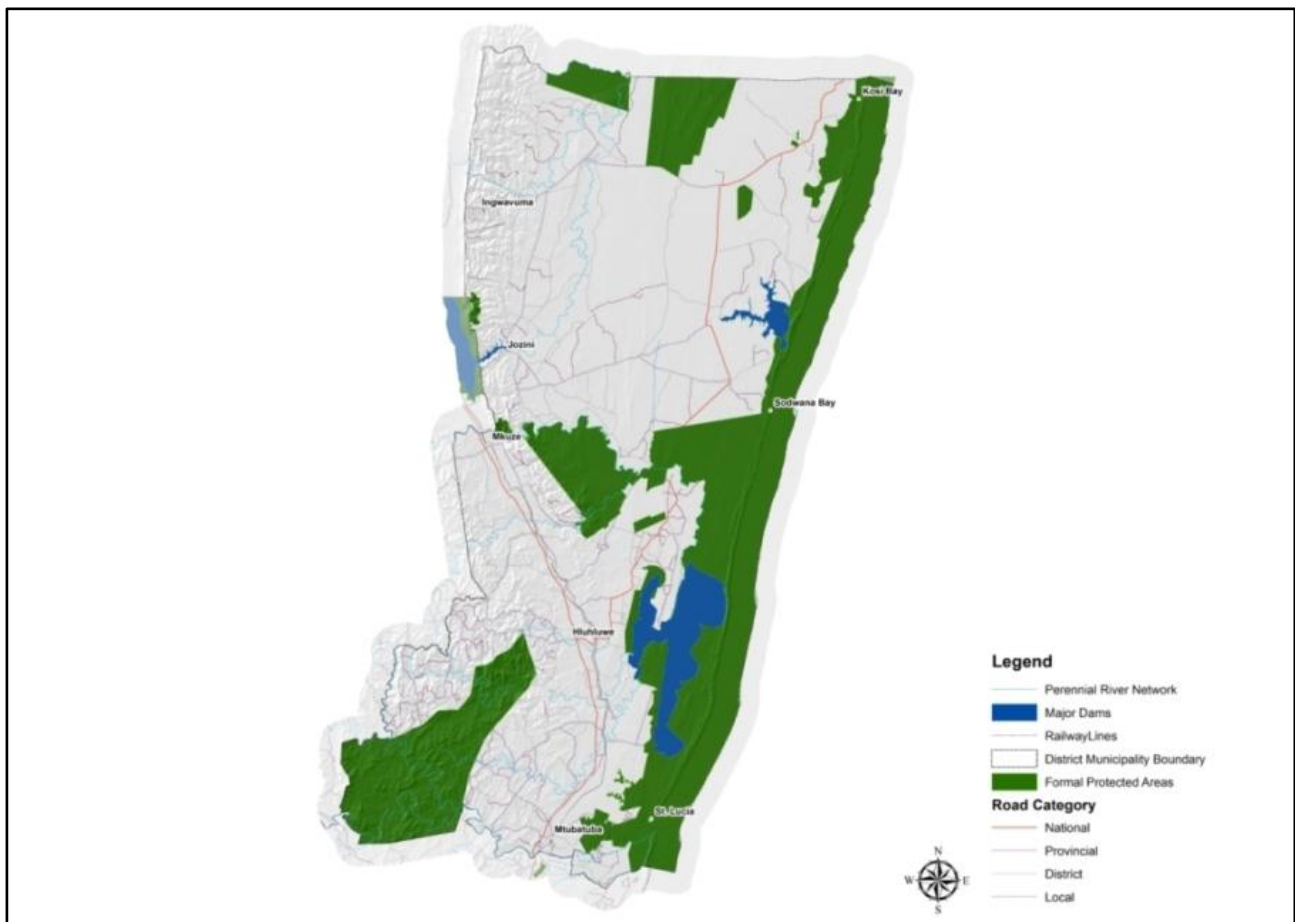 Kosi Bay
Ingwavuma
Jozini
Sodwana Bay
Mkuze
Hluhluwe
St. Lucia
Mtubatuba
Legend
Perennial River Network
Major Dams
RailwayLines
District Municipality Boundary
Formal Protected Areas
Road Category
National
Provincial
District
Local
N
W
E
S